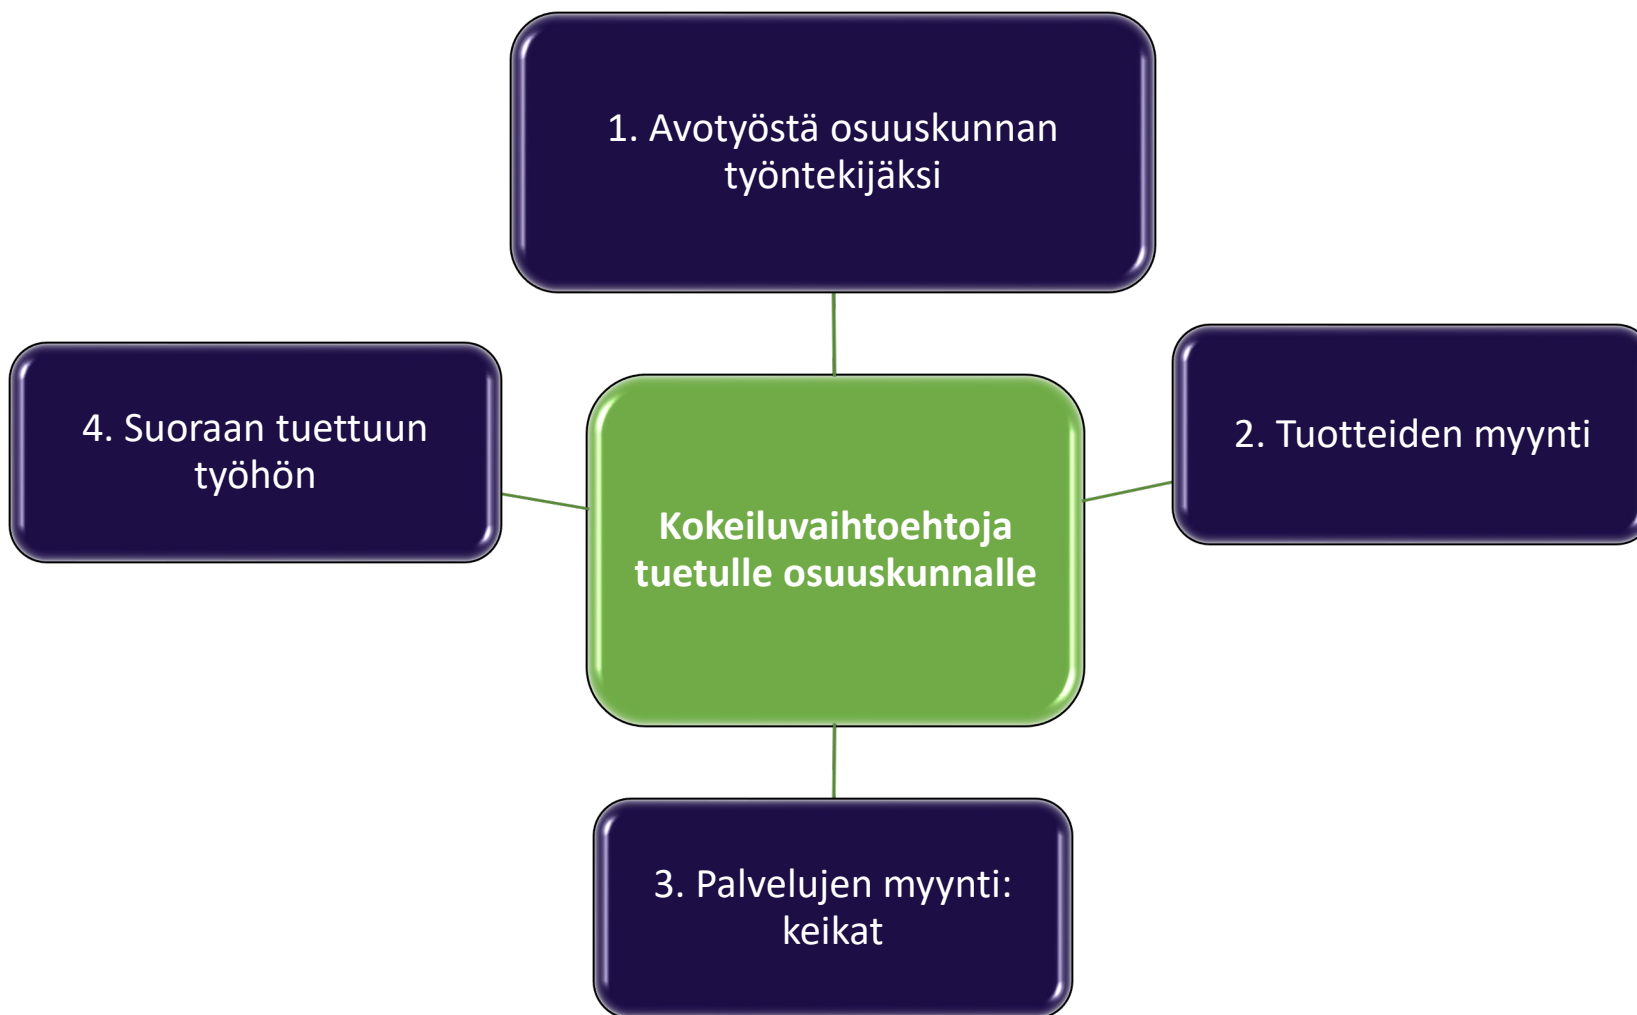 1. Avotyöstä osuuskunnan
työntekijäksi
2. Tuotteiden myynti
3. Palvelujen myynti:
keikat
4. Suoraan tuettuun
työhön
Kokeiluvaihtoehtoja
tuetulle osuuskunnalle